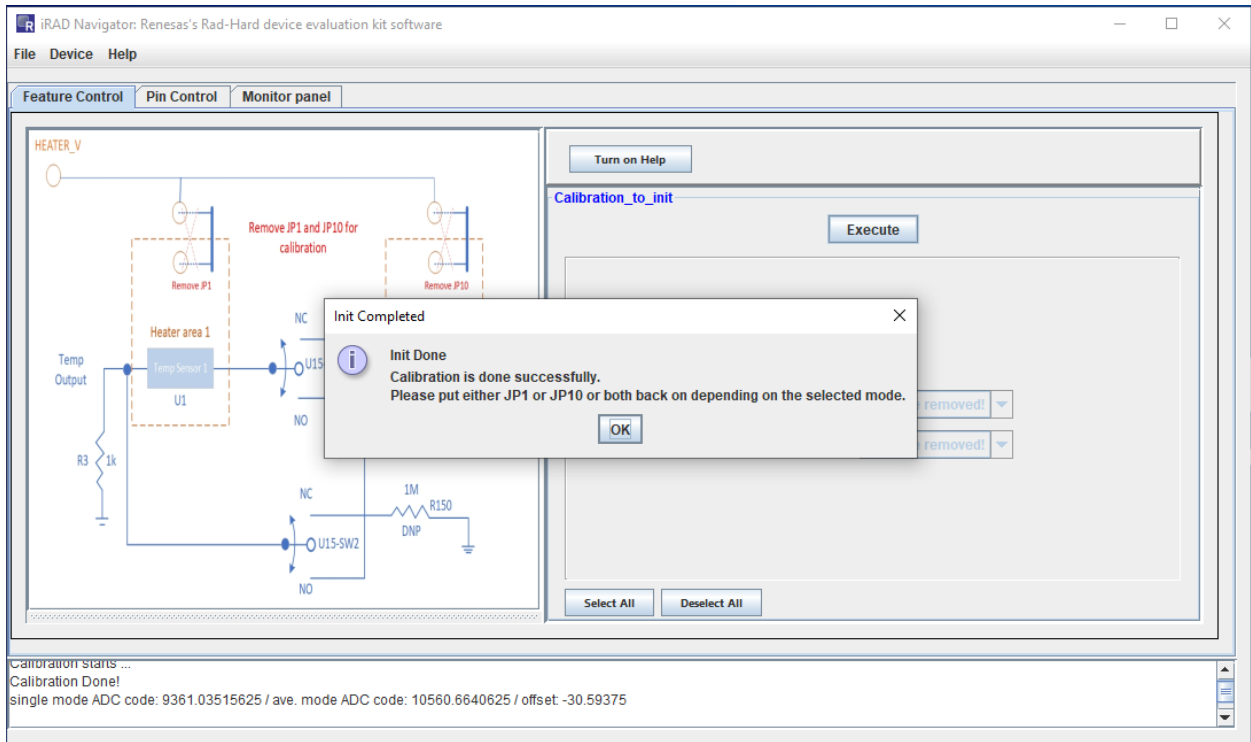 iRAD Navigator: Renesas's Rad-Hard device evaluation kit software
File Device Help
Feature Control Pin Control Monitor panel
HEATER_V
Remove JP1 and JP10 for
calibration
Remove JP1
Remove JP10
Heater area 1
Temp Sensor 1
U1
Temp
Output
NC
U15
NO
R3
1k
NC
1M
R150
DNP
U15-SW2
NO
Turn on Help
Calibration_to_init
Execute
Init Completed
Init Done
Calibration is done successfully.
Please put either JP1 or JP10 or both back on depending on the selected mode.
OK
removed!
removed!
Select All Deselect All
Calibration starts ...
Calibration Done!
single mode ADC code: 9361.03515625 / ave. mode ADC code: 10560.6640625 / offset: -30.59375